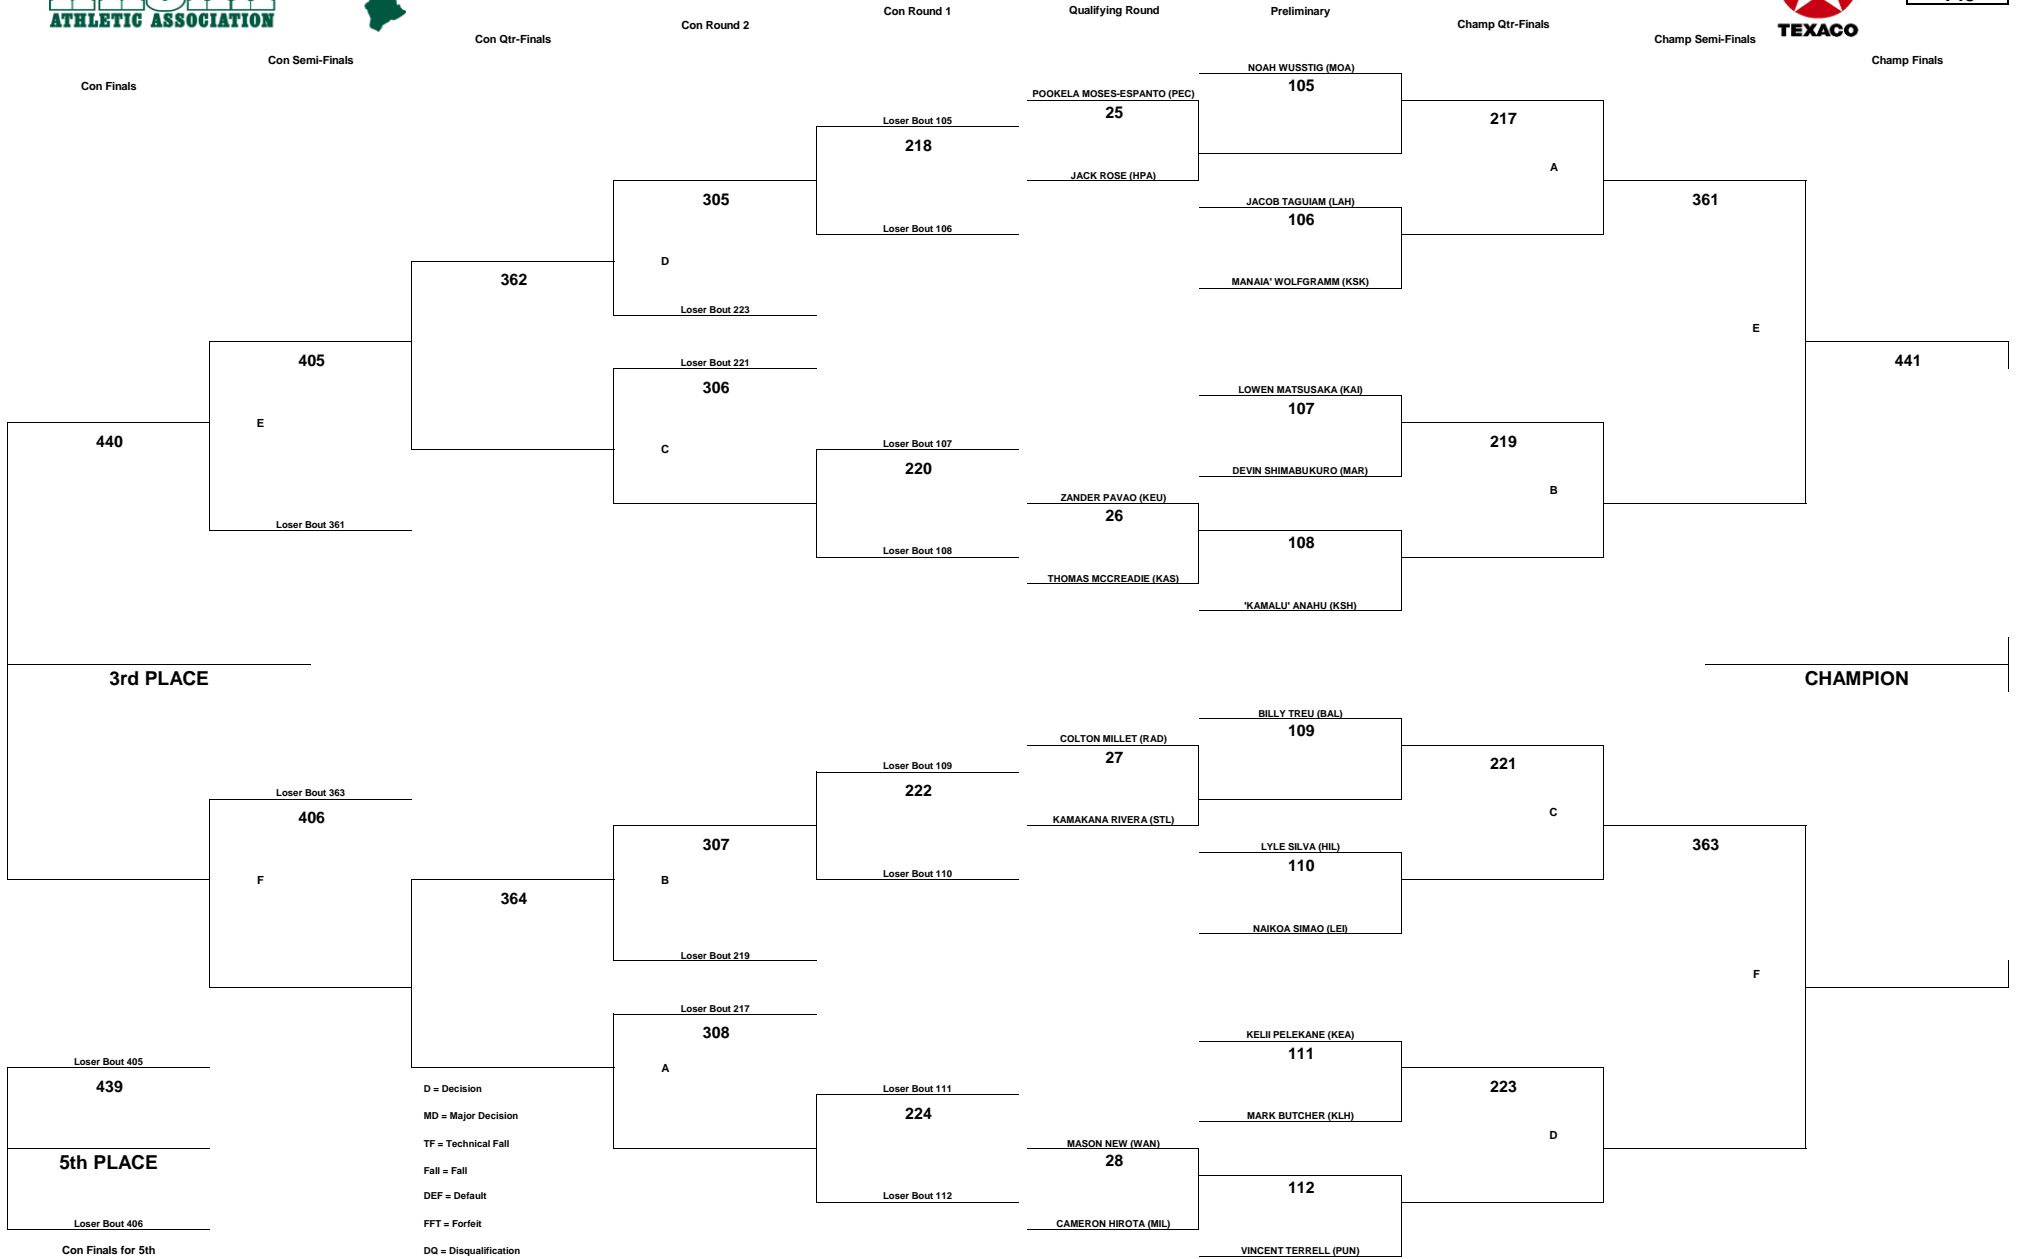 ATHLETIC ASSOCIATION
TEXACO
Con Finals
Con Semi-Finals
Con Qtr-Finals
Con Round 2
Con Round 1
Qualifying Round
Preliminary
Champ Qtr-Finals
Champ Semi-Finals
Champ Finals
NOAH WUSSTIG (MOA)
105
POOKELA MOSES-ESPANTO (PEC)
25
JACK ROSE (HPA)
JACOB TAGUIAM (LAH)
106
MANAIA' WOLFGRAMM (KSK)
217
A
Loser Bout 105
218
Loser Bout 106
305
D
Loser Bout 223
362
361
E
441
Loser Bout 221
306
C
405
E
Loser Bout 361
440
LOWEN MATSUSAKA (KAI)
107
DEVIN SHIMABUKURO (MAR)
219
B
Loser Bout 107
220
Loser Bout 108
ZANDER PAVAO (KEU)
26
THOMAS MCCREADIE (KAS)
108
'KAMALU' ANAHU (KSH)
3rd PLACE
CHAMPION
BILLY TREU (BAL)
109
COLTON MILLET (RAD)
27
KAMAKANA RIVERA (STL)
LYLE SILVA (HIL)
110
NAIKOA SIMAO (LEI)
221
C
Loser Bout 109
222
Loser Bout 110
Loser Bout 363
406
F
307
B
Loser Bout 219
364
363
F
Loser Bout 217
308
A
KELII PELEKANE (KEA)
111
MARK BUTCHER (KLH)
223
D
Loser Bout 111
224
Loser Bout 112
MASON NEW (WAN)
28
CAMERON HIROTA (MIL)
112
VINCENT TERRELL (PUN)
Loser Bout 405
439
5th PLACE
Loser Bout 406
Con Finals for 5th
D = Decision
MD = Major Decision
TF = Technical Fall
Fall = Fall
DEF = Default
FFT = Forfeit
DQ = Disqualification